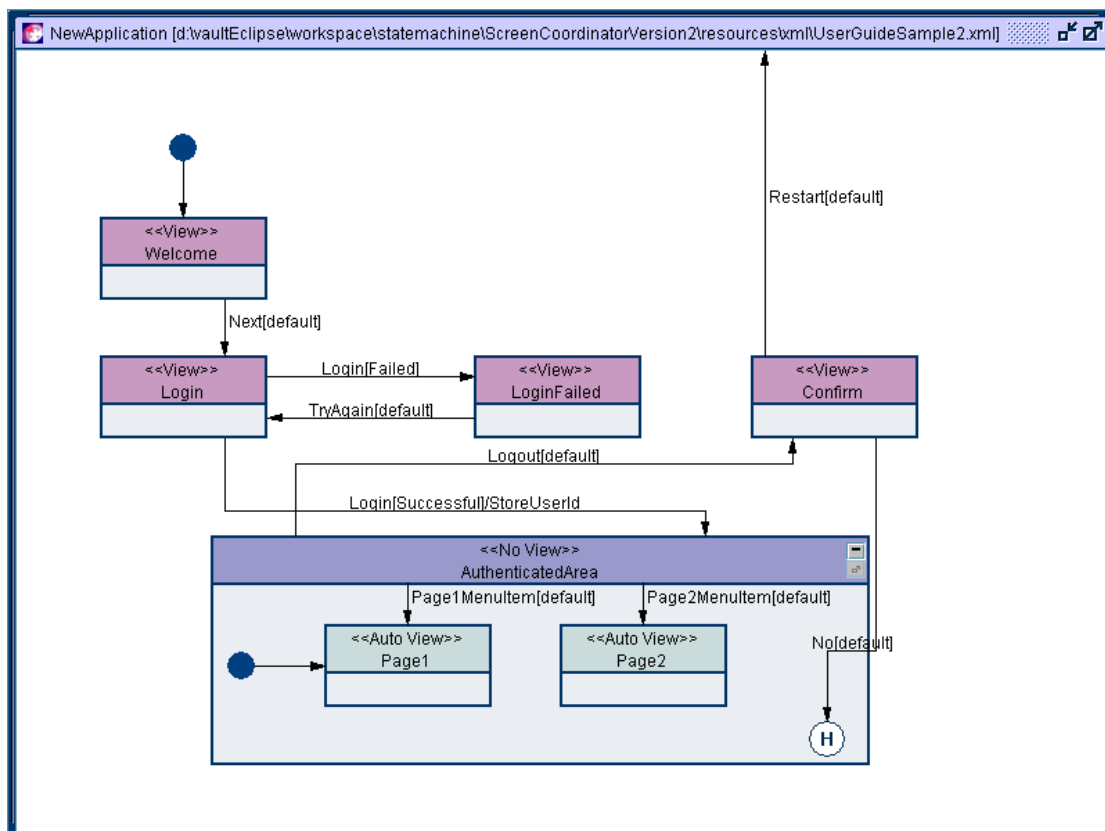 NewApplication [d:\vaultEclipse\workspace\statemachine\ScreenCoordinatorVersion2\resources\xml\UserGuideSample2.xml]
Restart[default]
<<View>>
Welcome
Next[default]
<<View>>
Login
Login[Failed]
TryAgain[default]
<<View>>
LoginFailed
<<View>>
Confirm
Logout[default]
Login[Successful]/StoreUserId
<<No View>>
AuthenticatedArea
Page1MenuItem[default]
Page2MenuItem[default]
<<Auto View>>
Page1
<<Auto View>>
Page2
No[default]
H